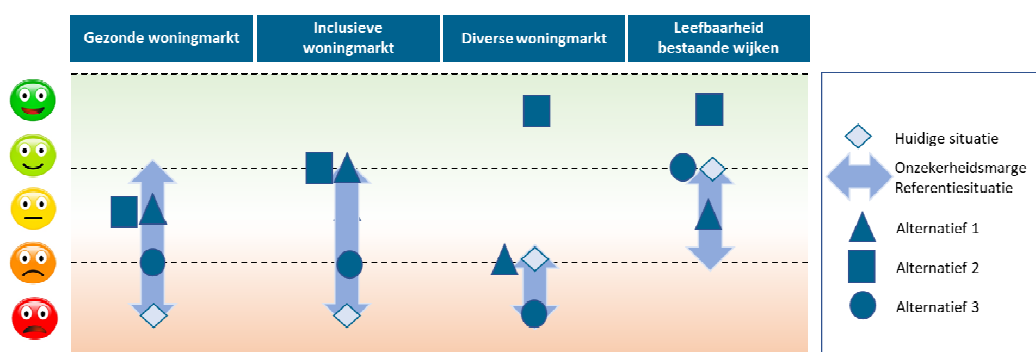 Gezonde woningmarkt
Inclusieve
woningmarkt
Diverse woningmarkt
Leefbaarheid
bestaande wijken
Huidige situatie
Onzekerheidsmarge
Referentiesituatie
Alternatief 1
Alternatief 2
Alternatief 3